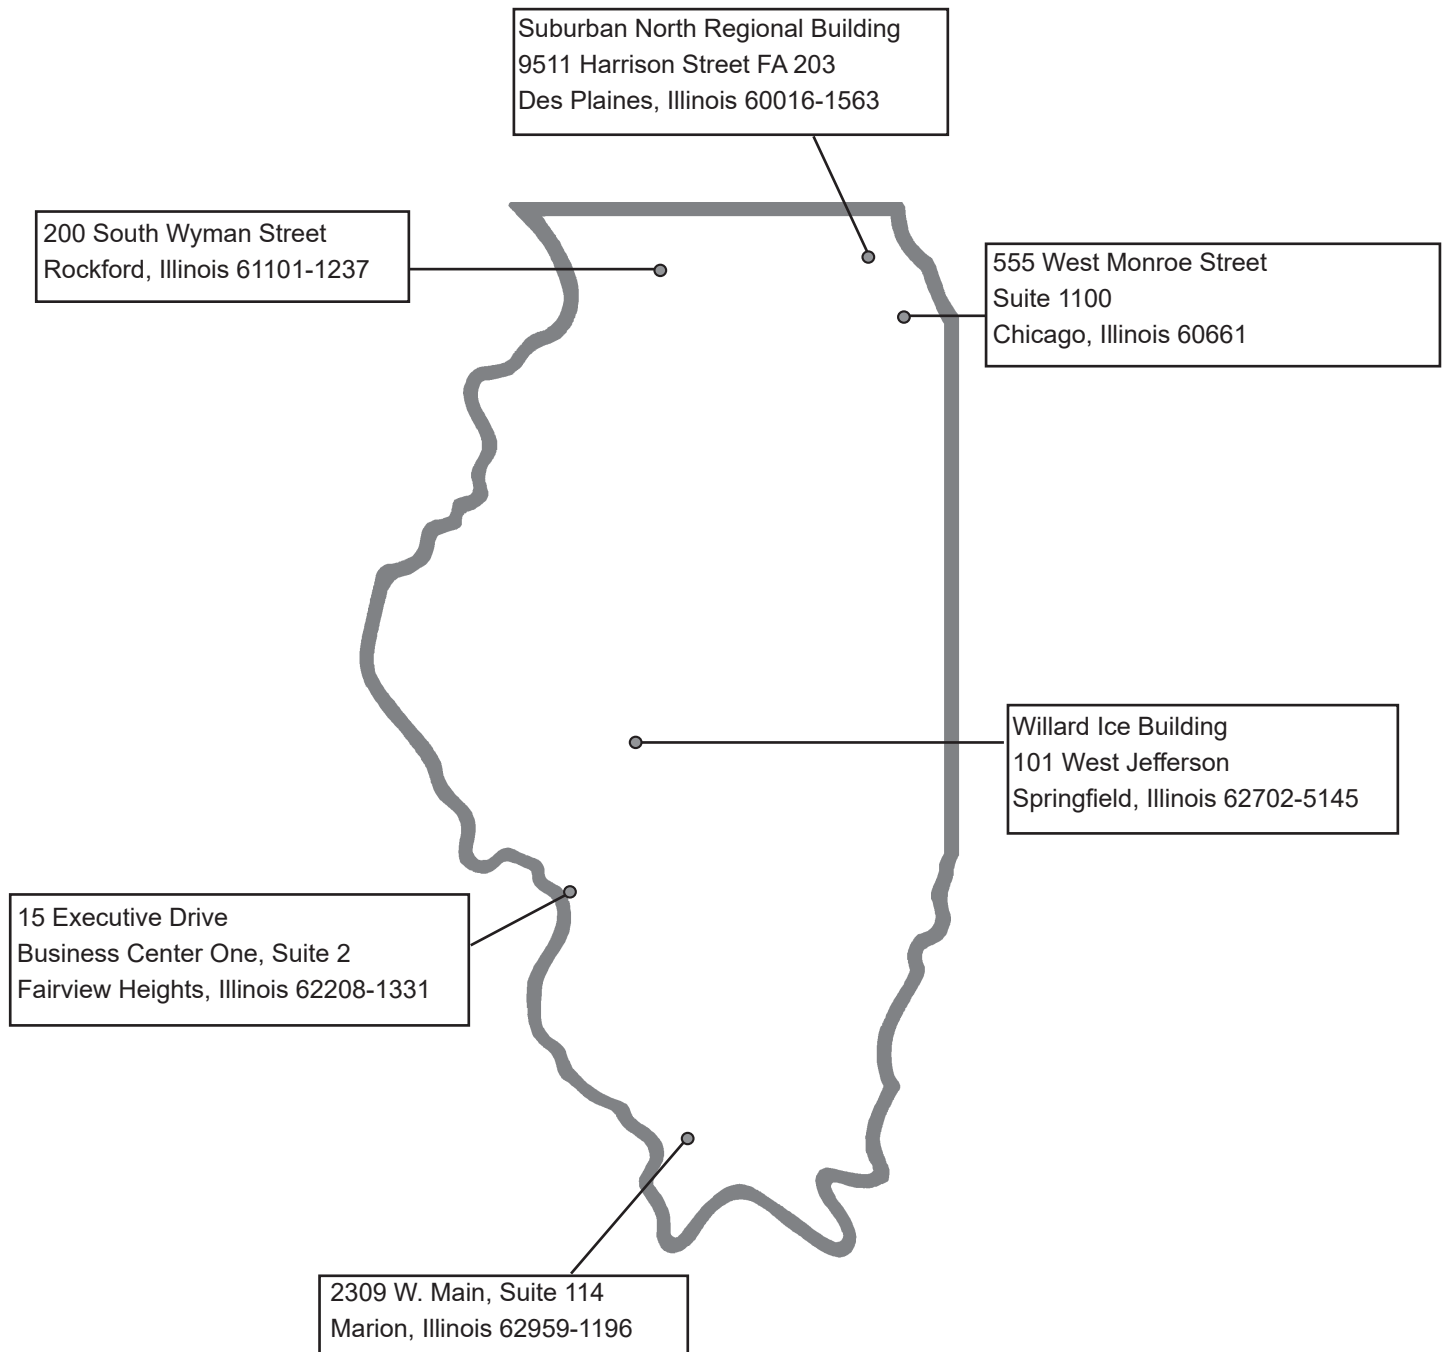 Suburban North Regional Building
9511 Harrison Street FA 203
Des Plaines, Illinois 60016-1563
200 South Wyman Street
Rockford, Illinois 61101-1237
555 West Monroe Street
Suite 1100
Chicago, Illinois 60661
Willard Ice Building
101 West Jefferson
Springfield, Illinois 62702-5145
15 Executive Drive
Business Center One, Suite 2
Fairview Heights, Illinois 62208-1331
2309 W. Main, Suite 114
Marion, Illinois 62959-1196